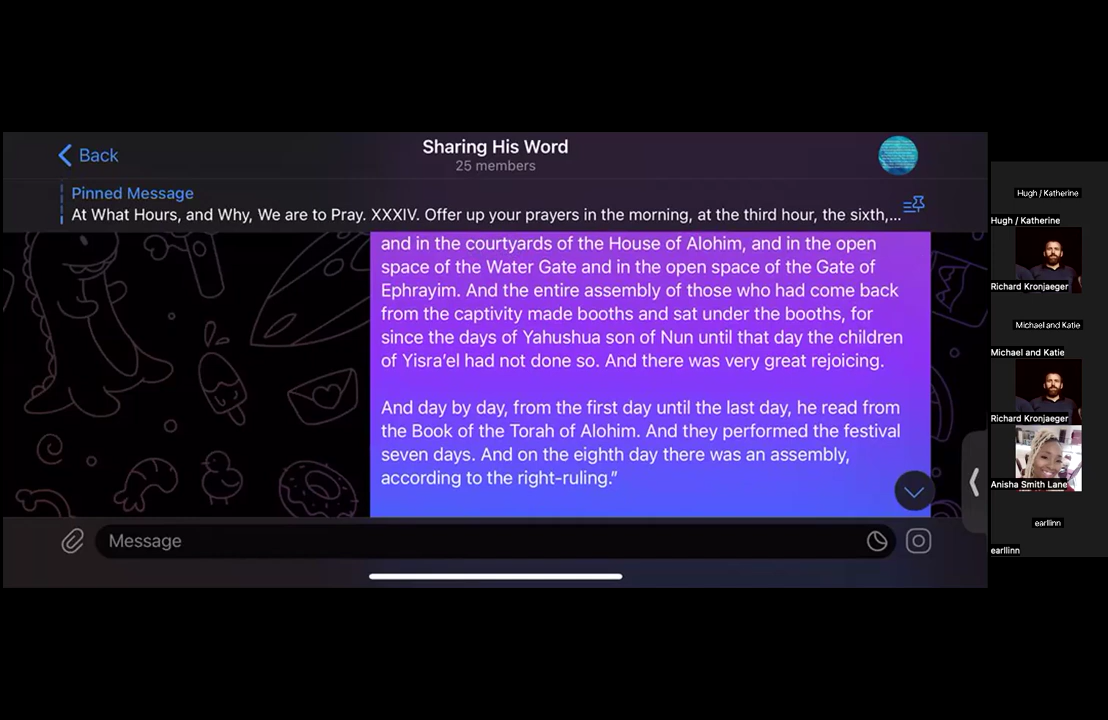 Back
Sharing His Word
25 members
Pinned Message
At What Hours, and Why, We are to Pray. XXXIV. Offer up your prayers in the morning, at the third hour, the sixth,...
and in the courtyards of the House of Alohim, and in the open
space of the Water Gate and in the open space of the Gate of
Ephrayim. And the entire assembly of those who had come back
from the captivity made booths and sat under the booths, for
since the days of Yahushua son of Nun until that day the children
of Yisra'el had not done so. And there was very great rejoicing.
And day by day, from the first day until the last day, he read from
the Book of the Torah of Alohim. And they performed the festival
seven days. And on the eighth day there was an assembly,
according to the right-ruling.”
Message
Hugh / Katherine
Hugh / Katherine
Richard Kronjaeger
Michael and Katie
Michael and Katie
Richard Kronjaeger
Anisha Smith Lane
earllinn
earllinn